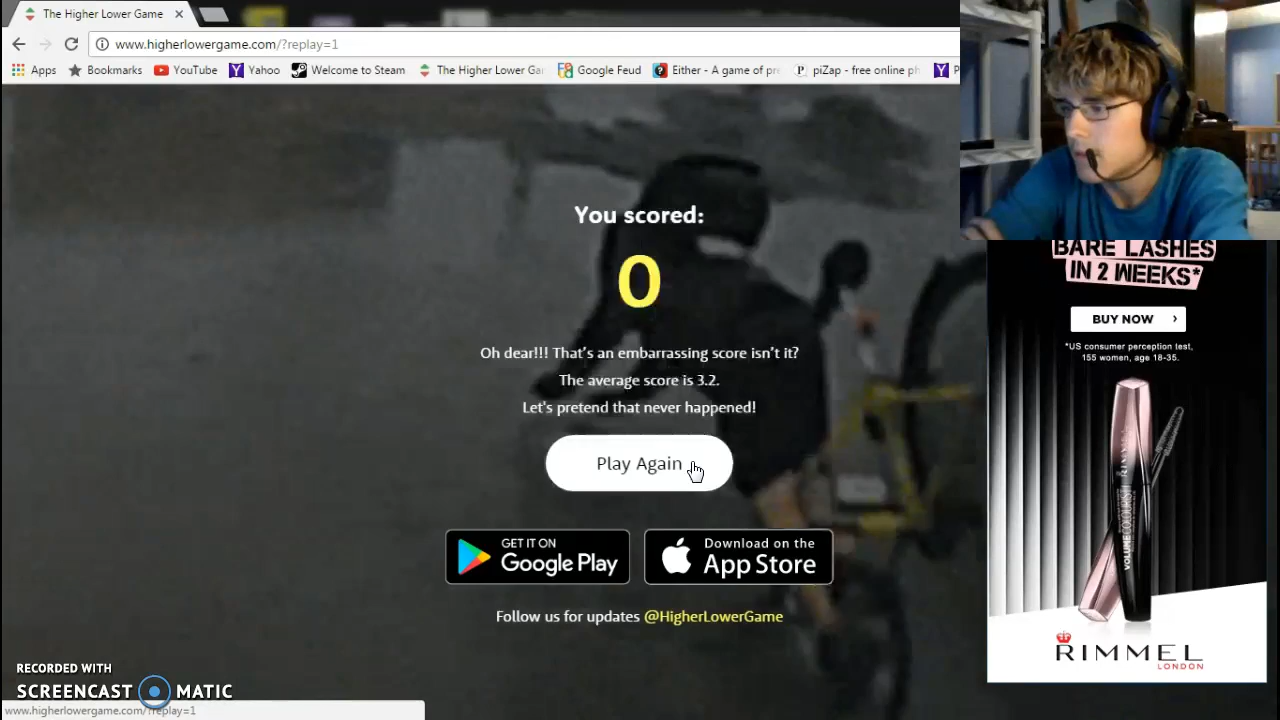 The Higher Lower Game
www.higherlowergame.com/?replay=1
Apps Bookmarks YouTube Yahoo Welcome to Steam The Higher Lower Ga Google Feud Either - A game of pr piZap - free online ph
You scored:
0
Oh dear!!! That's an embarrassing score isn't it?
The average score is 3.2.
Let's pretend that never happened!
Play Again
GET IT ON
Google Play
Download on the
App Store
Follow us for updates @HigherLowerGame
BARE LASHES
IN 2 WEEKS*
BUY NOW
*US consumer perception test,
155 women, age 18-35.
RIMMEL
VOLUME COLOURIST
RIMMEL
LONDON
RECORDED WITH
SCREENCAST MATIC
www.higherlowergame.com/?replay=1